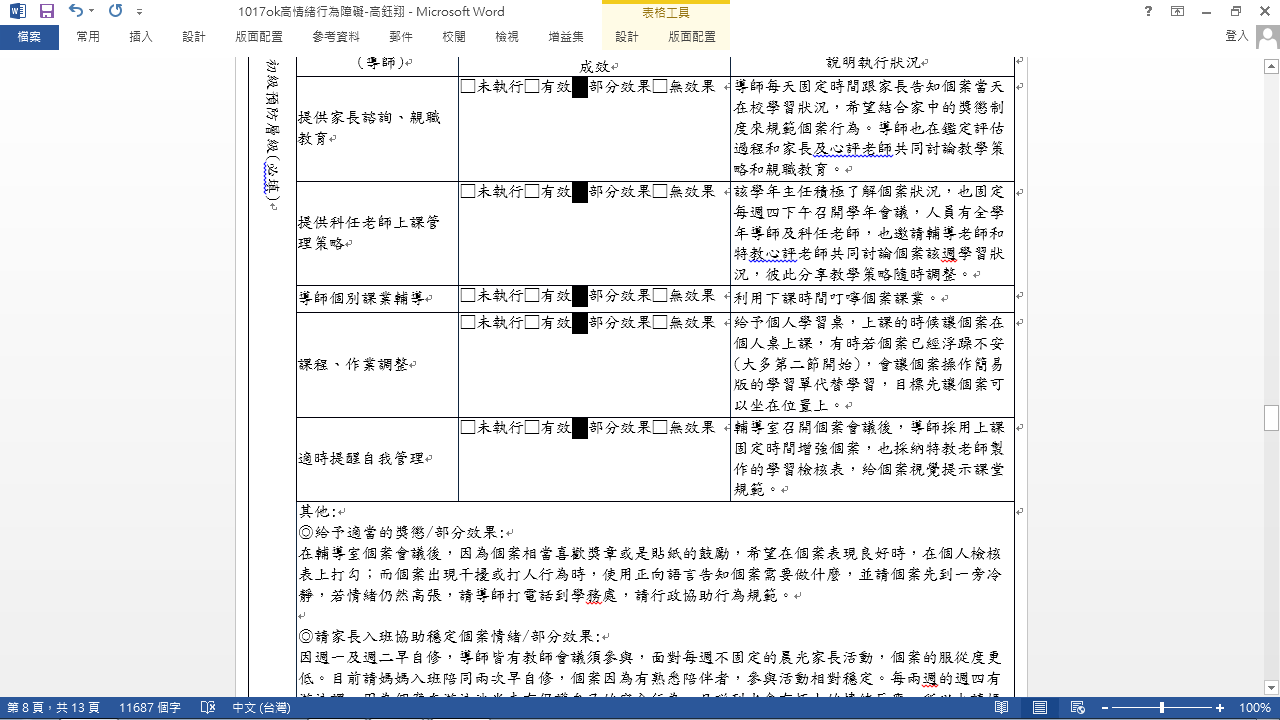 1017ok高情緒行為障礙-高鈺翔 - Microsoft Word
表格工具
檔案 常用 插入 設計 版面配置 參考資料 郵件 校閱 檢視 增益集 設計 版面配置
登入
初級預防層級(必填)
(導師)
成效
說明執行狀況
提供家長諮詢、親職
教育
□未執行□有效■部分效果□無效果
導師每天固定時間跟家長告知個案當天
在校學習狀況，希望結合家中的獎懲制
度來規範個案行為。導師也在鑑定評估
過程和家長及心評老師共同討論教學策
略和親職教育。
提供科任老師上課管
理策略
□未執行□有效■部分效果□無效果
該學年主任積極了解個案狀況，也固定
每週四下午召開學年會議，人員有全學
年導師及科任老師，也邀請輔導老師和
特教心評老師共同討論個案該週學習狀
況，彼此分享教學策略隨時調整。
導師個別課業輔導
□未執行□有效■部分效果□無效果
利用下課時間叮嚀個案課業。
課程、作業調整
□未執行□有效■部分效果□無效果
給予個人學習桌，上課的時候讓個案在
個人桌上課，有時若個案已經浮躁不安
(大多第二節開始)，會讓個案操作簡易
版的學習單代替學習，目標先讓個案可
以坐在位置上。
適時提醒自我管理
□未執行□有效■部分效果□無效果
輔導室召開個案會議後，導師採用上課
固定時間增強個案，也採納特教老師製
作的學習檢核表，給個案視覺提示課堂
規範。
其他:
◎給予適當的獎懲/部分效果:
在輔導室個案會議後，因為個案相當喜歡獎章或是貼紙的鼓勵，希望在個案表現良好時，在個人檢核
表上打勾；而個案出現干擾或打人行為時，使用正向語言告知個案需要做什麼，並請個案先到一旁冷
靜，若情緒仍然高張，請導師打電話到學務處，請行政協助行為規範。
◎請家長入班協助穩定個案情緒/部分效果:
因週一及週二早自修，導師皆有教師會議須參與，面對每週不固定的晨光家長活動，個案的服從度更
低。目前請媽媽入班陪同兩次早自修，個案因為有熟悉陪伴者，參與活動相對穩定。每兩週的週四有
第 8 頁，共 13 頁 11687 個字 中文 (台灣) 100%